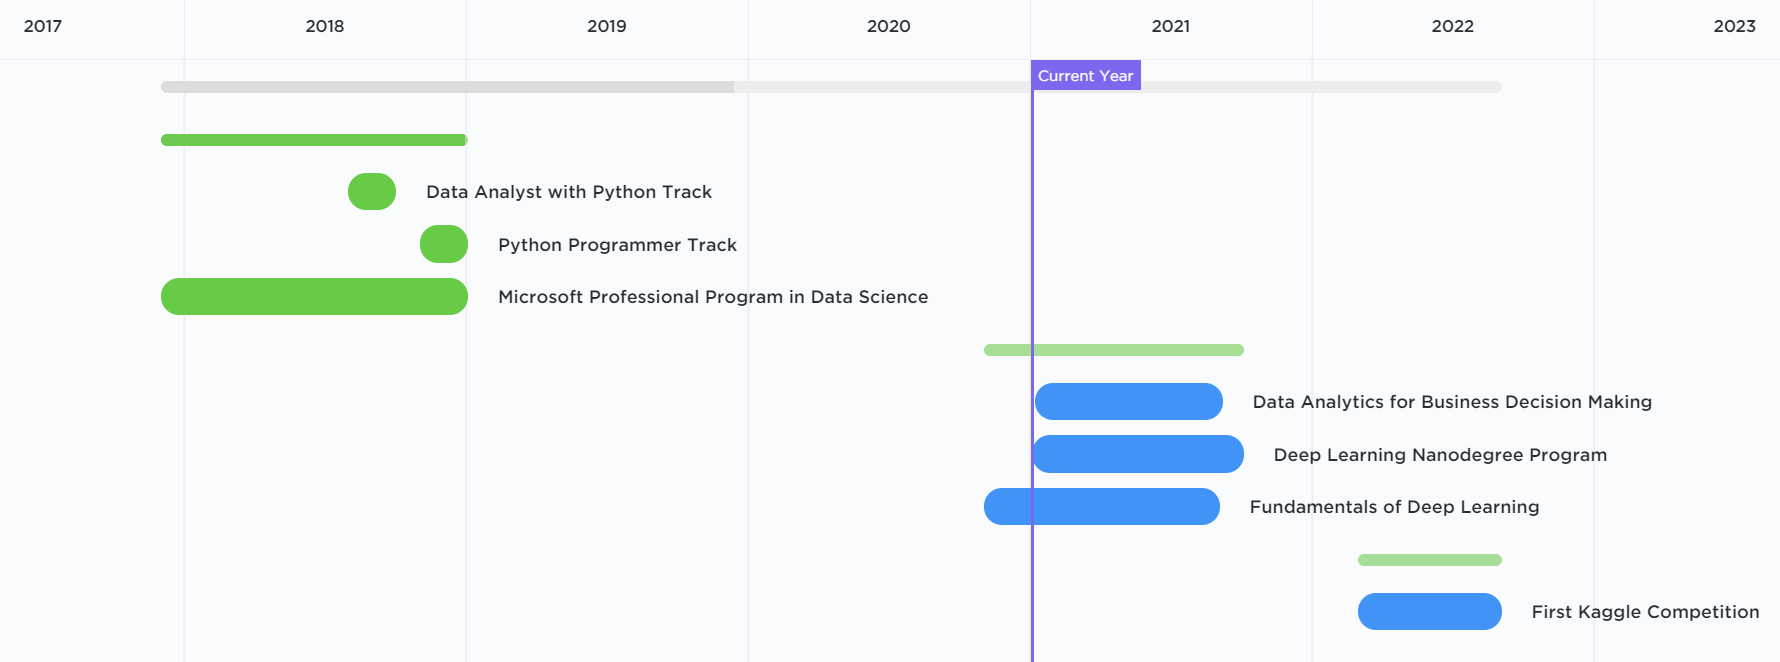 2017 2018 2019 2020 2021 2022 2023
Current Year
Data Analyst with Python Track
Python Programmer Track
Microsoft Professional Program in Data Science
Data Analytics for Business Decision Making
Deep Learning Nanodegree Program
Fundamentals of Deep Learning
First Kaggle Competition